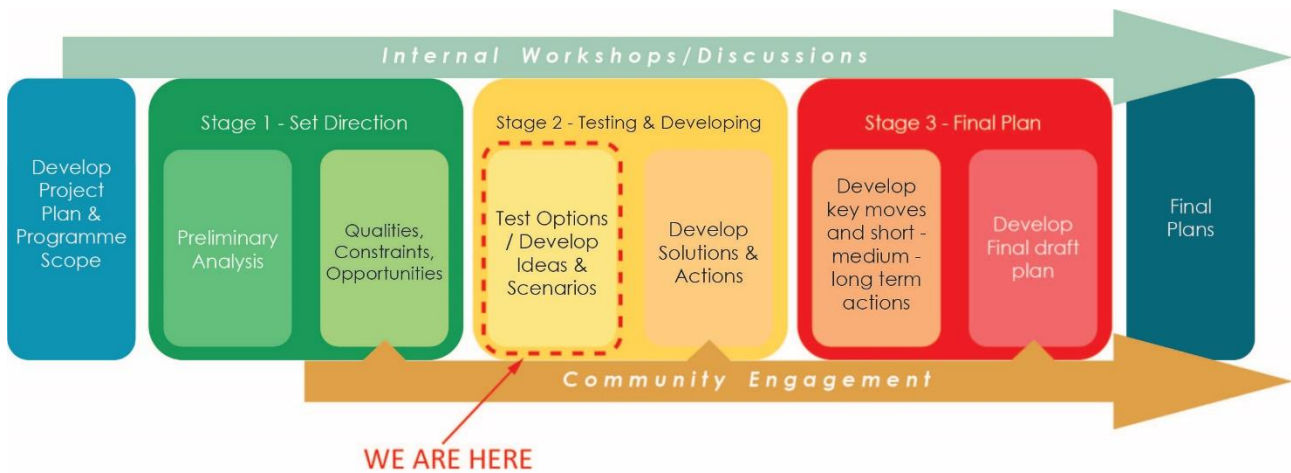 Internal Workshops/Discussions
Develop
Project
Plan &
Programme
Scope
Stage 1 - Set Direction
Preliminary
Analysis
Qualities,
Constraints,
Opportunities
Stage 2 - Testing & Developing
Test Options
/ Develop
Ideas &
Scenarios
Develop
Solutions &
Actions
Stage 3 - Final Plan
Develop
key moves
and short -
medium -
long term
actions
Develop
Final draft
plan
Final
Plans
Community Engagement
WE ARE HERE